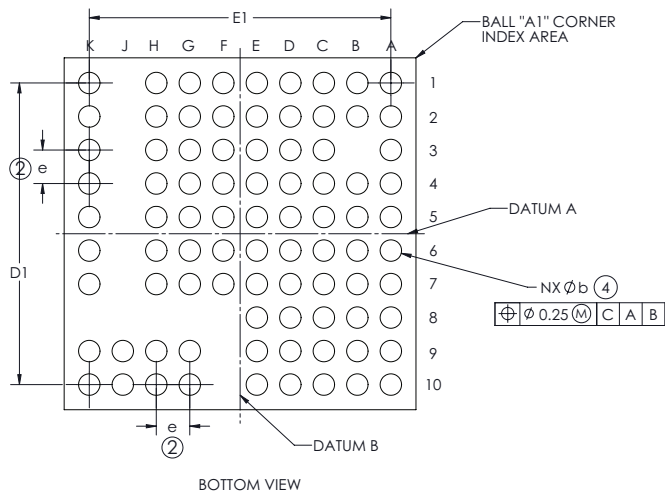 E1
BALL "A1" CORNER
INDEX AREA
K J H G F E D C B A
1
2
3
② e
4
5
DATUM A
6
D1
7
NX Øb ④
8
⌖ Ø 0.25 Ⓜ C A B
9
10
e
②
DATUM B
BOTTOM VIEW